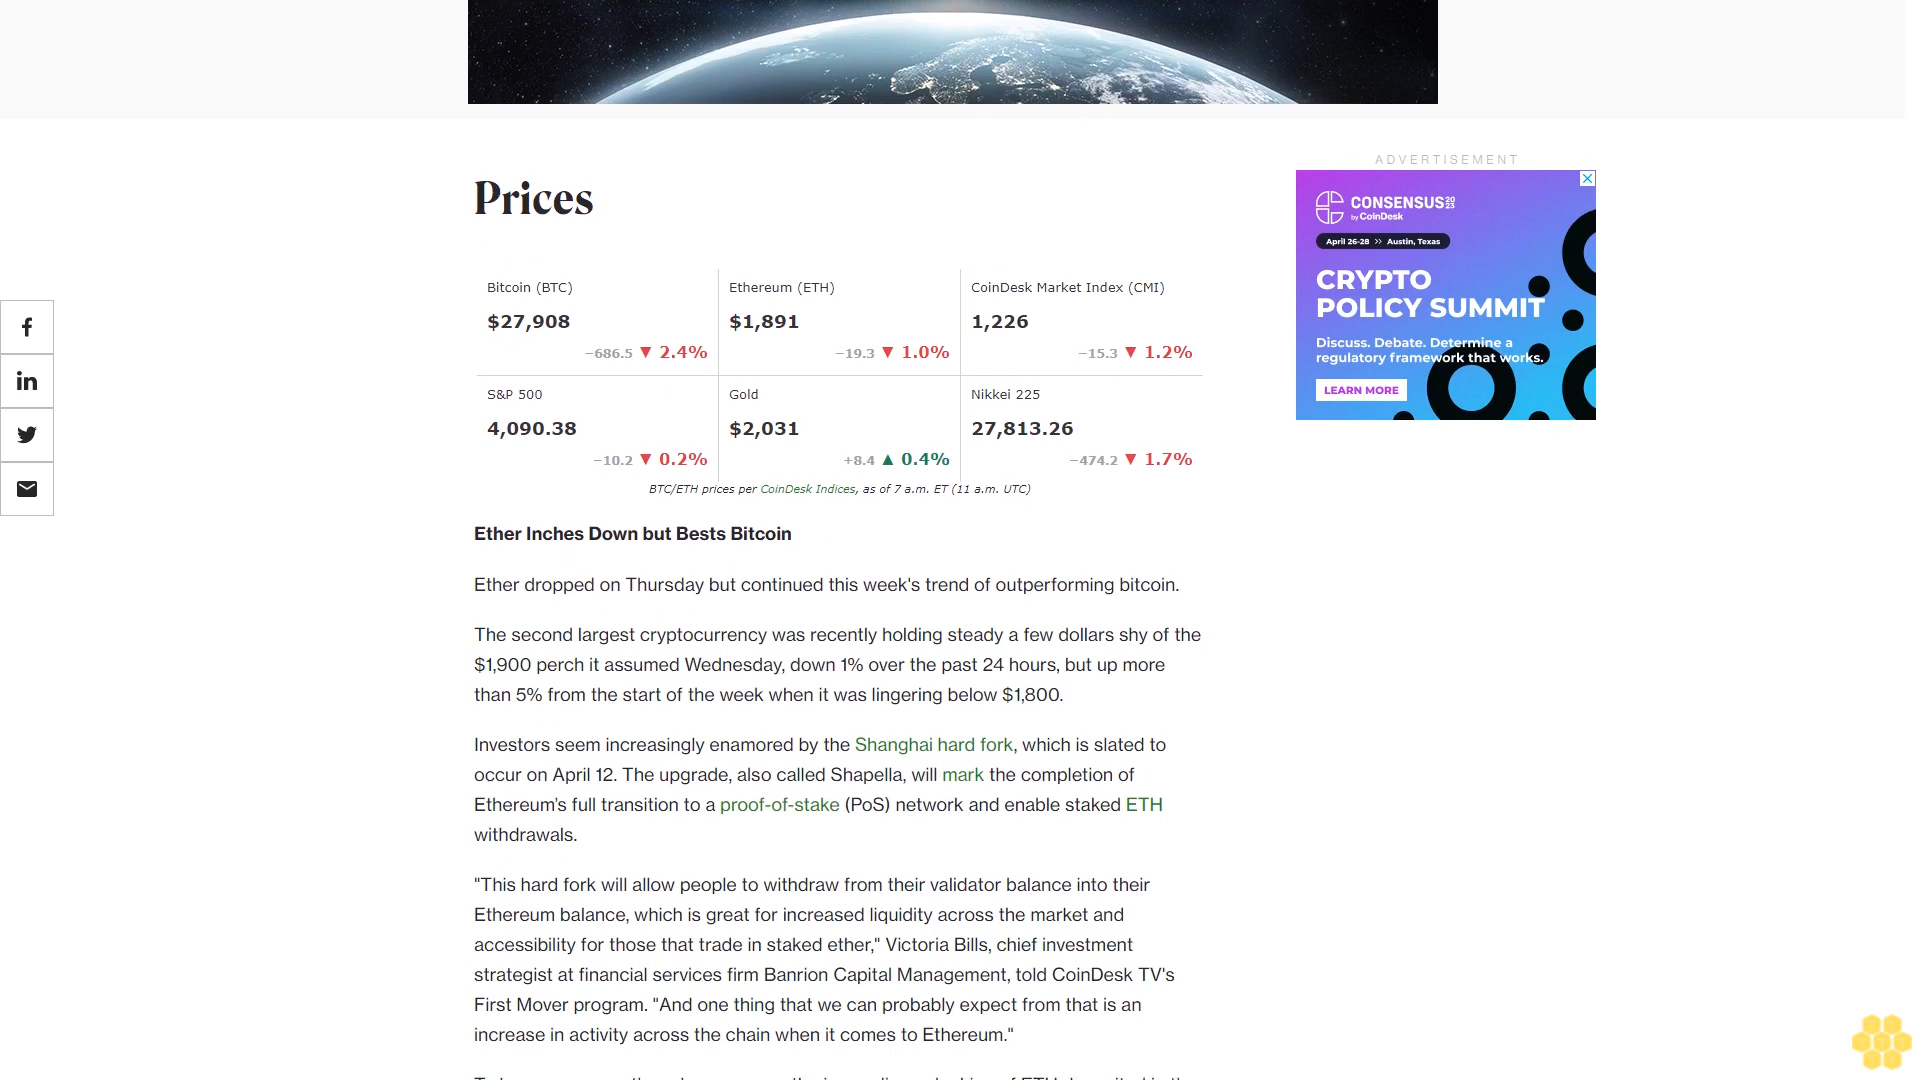 ADVERTISEMENT
Prices
CONSENSUS 2023
by CoinDesk
April 26-28 >> Austin, Texas
CRYPTO
POLICY SUMMIT
Discuss. Debate. Determine a
regulatory framework that works.
LEARN MORE
Bitcoin (BTC)
$27,908
−686.5 ▼ 2.4%
Ethereum (ETH)
$1,891
−19.3 ▼ 1.0%
CoinDesk Market Index (CMI)
1,226
−15.3 ▼ 1.2%
S&P 500
4,090.38
−10.2 ▼ 0.2%
Gold
$2,031
+8.4 ▲ 0.4%
Nikkei 225
27,813.26
−474.2 ▼ 1.7%
BTC/ETH prices per CoinDesk Indices, as of 7 a.m. ET (11 a.m. UTC)
Ether Inches Down but Bests Bitcoin
Ether dropped on Thursday but continued this week's trend of outperforming bitcoin.
The second largest cryptocurrency was recently holding steady a few dollars shy of the
$1,900 perch it assumed Wednesday, down 1% over the past 24 hours, but up more
than 5% from the start of the week when it was lingering below $1,800.
Investors seem increasingly enamored by the Shanghai hard fork, which is slated to
occur on April 12. The upgrade, also called Shapella, will mark the completion of
Ethereum's full transition to a proof-of-stake (PoS) network and enable staked ETH
withdrawals.
"This hard fork will allow people to withdraw from their validator balance into their
Ethereum balance, which is great for increased liquidity across the market and
accessibility for those that trade in staked ether," Victoria Bills, chief investment
strategist at financial services firm Banrion Capital Management, told CoinDesk TV's
First Mover program. "And one thing that we can probably expect from that is an
increase in activity across the chain when it comes to Ethereum."